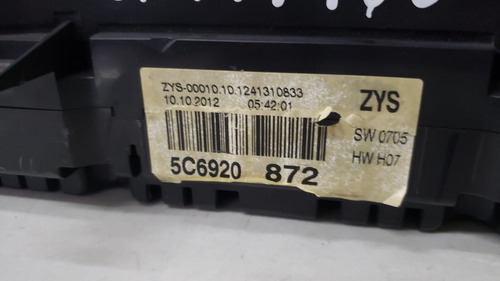 ZYS-00010.10.1241310833
10.10.2012 05:42:01 ZYS
SW 0705
HW H07
5C6920 872